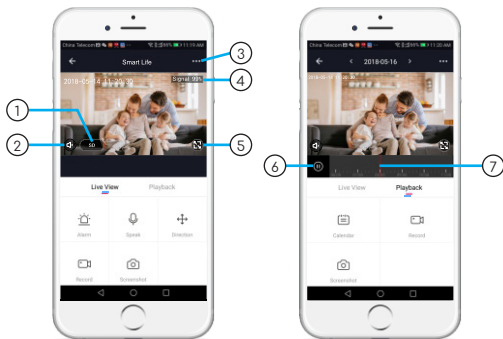 China Telecom 11:19 AM
Smart Life
2018-05-14 11:20:30
Signal: 99%
SD
Live View Playback
Alarm Speak Direction
Record Screenshot
1
2
3
4
5
China Telecom 11:20 AM
2018-05-16
Live View Playback
Calendar Record
Screenshot
6
7